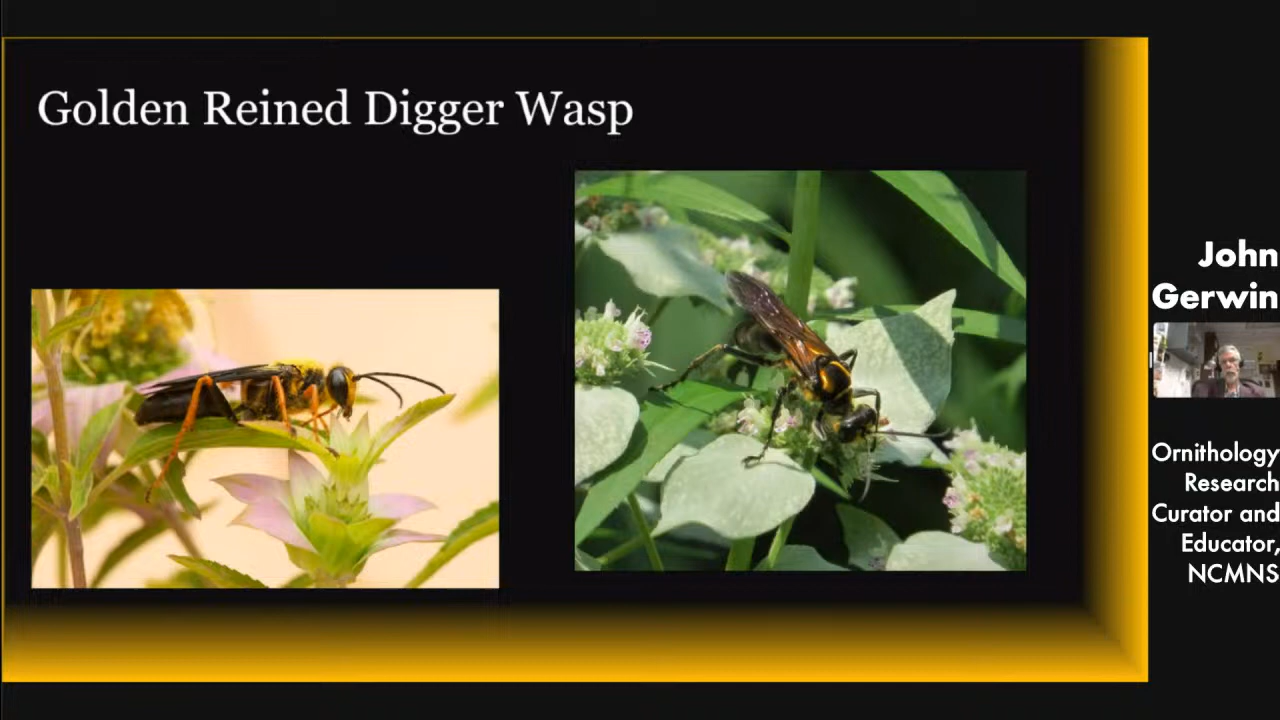 Golden Reined Digger Wasp
John
Gerwin
Ornithology
Research
Curator and
Educator,
NCMNS